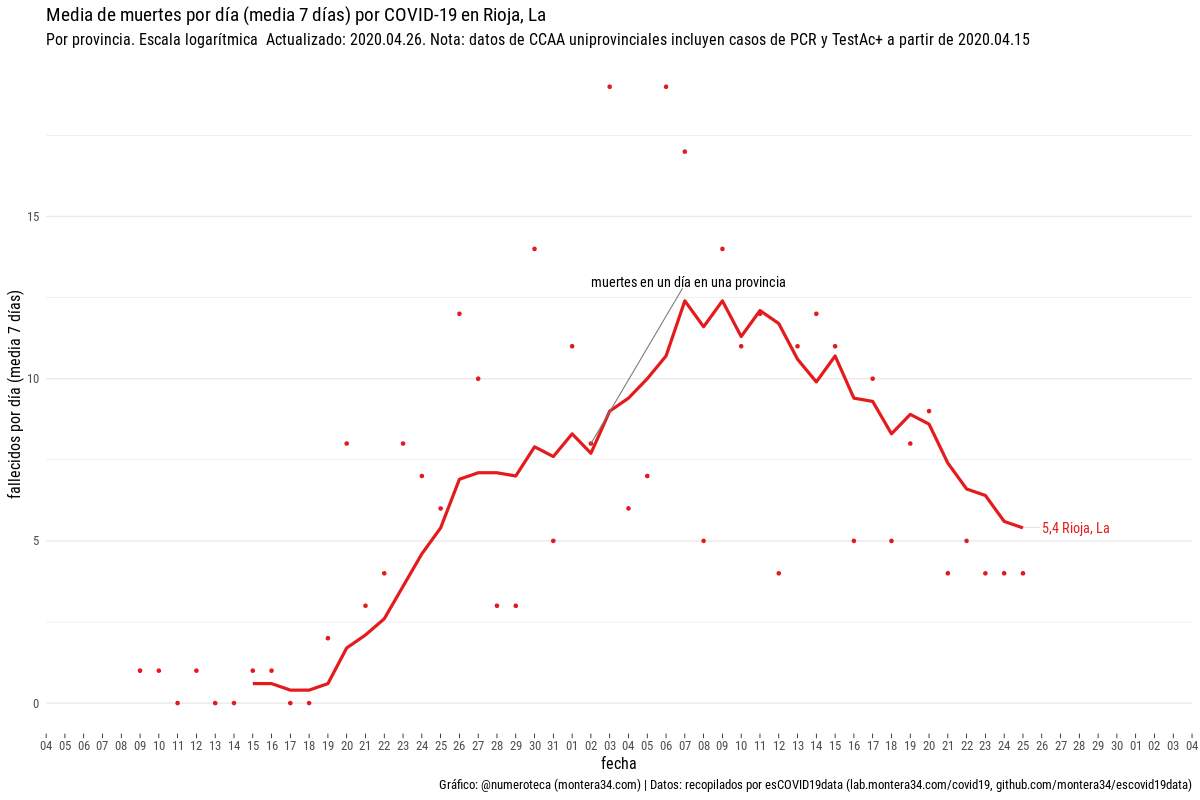 Media de muertes por día (media 7 días) por COVID-19 en Rioja, La
Por provincia. Escala logarítmica  Actualizado: 2020.04.26. Nota: datos de CCAA uniprovinciales incluyen casos de PCR y TestAc+ a partir de 2020.04.15
fallecidos por día (media 7 días)
15
10
5
0
muertes en un día en una provincia
5,4 Rioja, La
04 05 06 07 08 09 10 11 12 13 14 15 16 17 18 19 20 21 22 23 24 25 26 27 28 29 30 31 01 02 03 04 05 06 07 08 09 10 11 12 13 14 15 16 17 18 19 20 21 22 23 24 25 26 27 28 29 30 01 02 03 04
fecha
Gráfico: @numeroteca (montera34.com) | Datos: recopilados por esCOVID19data (lab.montera34.com/covid19, github.com/montera34/escovid19data)